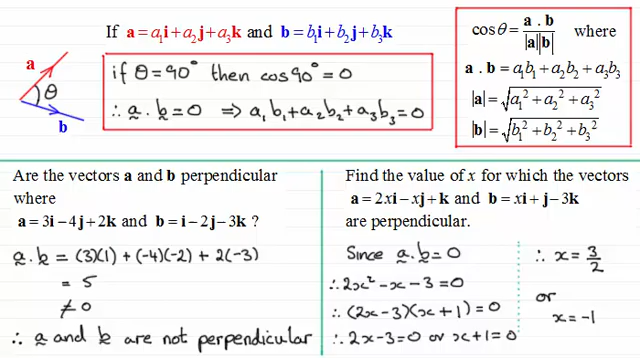 If a = a₁i + a₂j + a₃k and b = b₁i + b₂j + b₃k
a
θ
b
if θ = 90° then cos 90° = 0
∴ a . b = 0 ⇒ a₁b₁ + a₂b₂ + a₃b₃ = 0
cosθ = a . b / |a||b| where
a . b = a₁b₁ + a₂b₂ + a₃b₃
|a| = √(a₁² + a₂² + a₃²)
|b| = √(b₁² + b₂² + b₃²)
Are the vectors a and b perpendicular
where
a = 3i − 4j + 2k and b = i − 2j − 3k ?
a . b = (3)(1) + (−4)(−2) + 2(−3)
= 5
≠ 0
∴ a and b are not perpendicular
Find the value of x for which the vectors
a = 2xi − xj + k and b = xi + j − 3k
are perpendicular.
Since a . b = 0
∴ 2x² − x − 3 = 0
∴ (2x − 3)(x + 1) = 0
∴ 2x − 3 = 0 or x + 1 = 0
∴ x = 3/2
or
x = −1